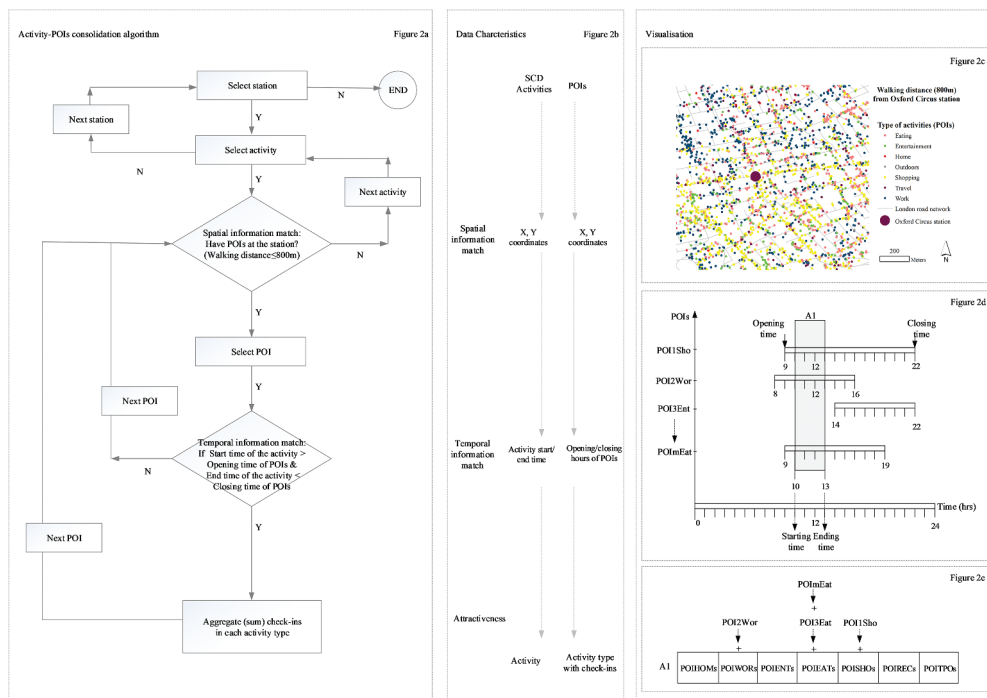 Activity-POIs consolidation algorithm
Figure 2a
Select station
END
N
Y
Next station
Select activity
N
Y
Next activity
Spatial information match:
Have POIs at the station?
(Walking distance≤800m)
N
Y
Select POI
Next POI
Temporal information match:
If Start time of the activity >
Opening time of POIs &
End time of the activity <
Closing time of POIs
N
Y
Next POI
Aggregate (sum) check-ins
in each activity type
Data Charcteristics
Figure 2b
SCD
Activities
POIs
Spatial
information
match
X, Y
coordinates
X, Y
coordinates
Temporal
information
match
Activity start/
end time
Opening/closing
hours of POIs
Attractiveness
Activity
Activity type
with check-ins
Visualisation
Figure 2c
Walking distance (800m)
from Oxford Circus station
Type of activities (POIs)
Eating
Entertainment
Home
Outdoors
Shopping
Travel
Work
London road network
Oxford Circus station
200
Meters
N
Figure 2d
POIs
A1
Opening
time
Closing
time
POI1Sho
9
12
22
POI2Wor
8
12
16
POI3Ent
14
22
POImEat
9
19
10
13
Time (hrs)
0
12
24
Starting
time
Ending
time
Figure 2e
POImEat
+
POI2Wor
POI3Eat
POI1Sho
+
+
+
A1
POIHOMs
POIWORs
POIENTs
POIEATs
POISHOs
POIRECs
POITPOs